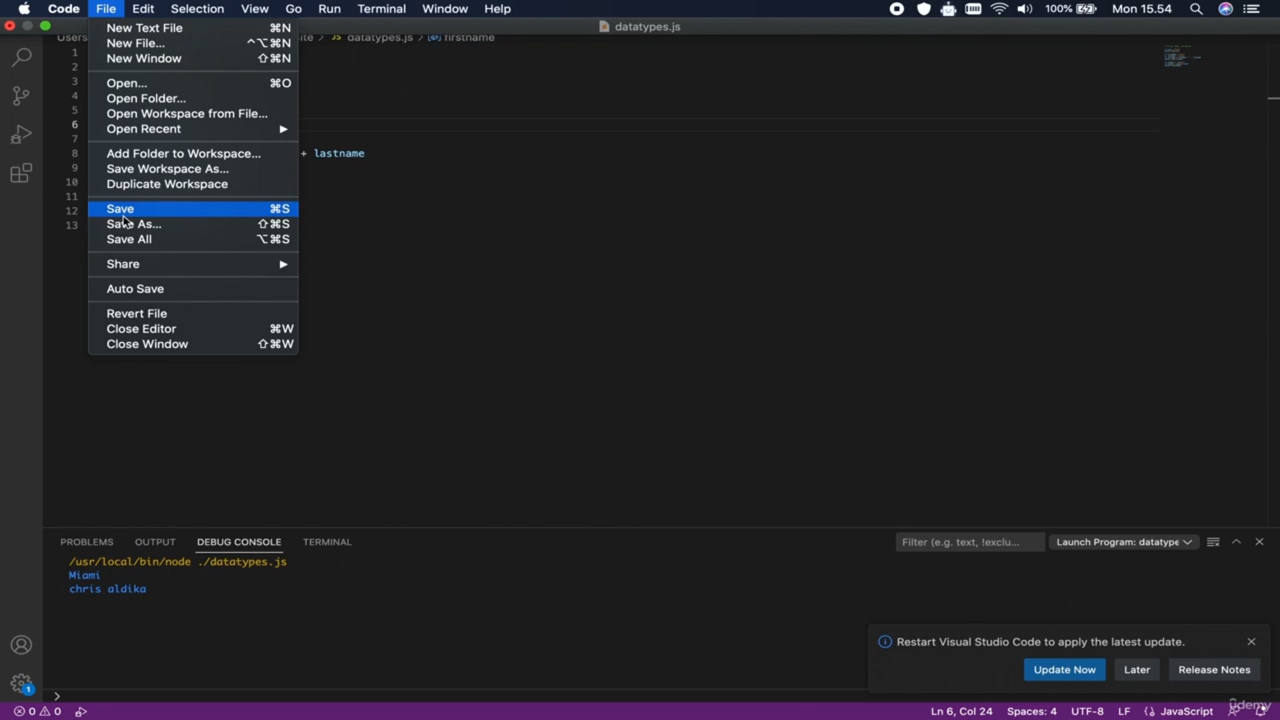 Code File Edit Selection View Go Run Terminal Window Help 100% Mon 15.54
datatypes.js
Users
datatypes.js › firstname
New Text File ⌘N
New File... ⌃⌥⌘N
New Window ⇧⌘N
Open... ⌘O
Open Folder...
Open Workspace from File...
Open Recent
Add Folder to Workspace...
Save Workspace As...
Duplicate Workspace
Save ⌘S
Save As... ⇧⌘S
Save All ⌥⌘S
Share
Auto Save
Revert File
Close Editor ⌘W
Close Window ⇧⌘W
1
2
3
4
5
6
7
8 + lastname
9
10
11
12
13
PROBLEMS OUTPUT DEBUG CONSOLE TERMINAL Filter (e.g. text, !exclu... Launch Program: datatype
/usr/local/bin/node ./datatypes.js
Miami
chris aldika
Restart Visual Studio Code to apply the latest update.
Update Now Later Release Notes
1
>
0 0 Ln 6, Col 24 Spaces: 4 UTF-8 LF JavaScript
udemy